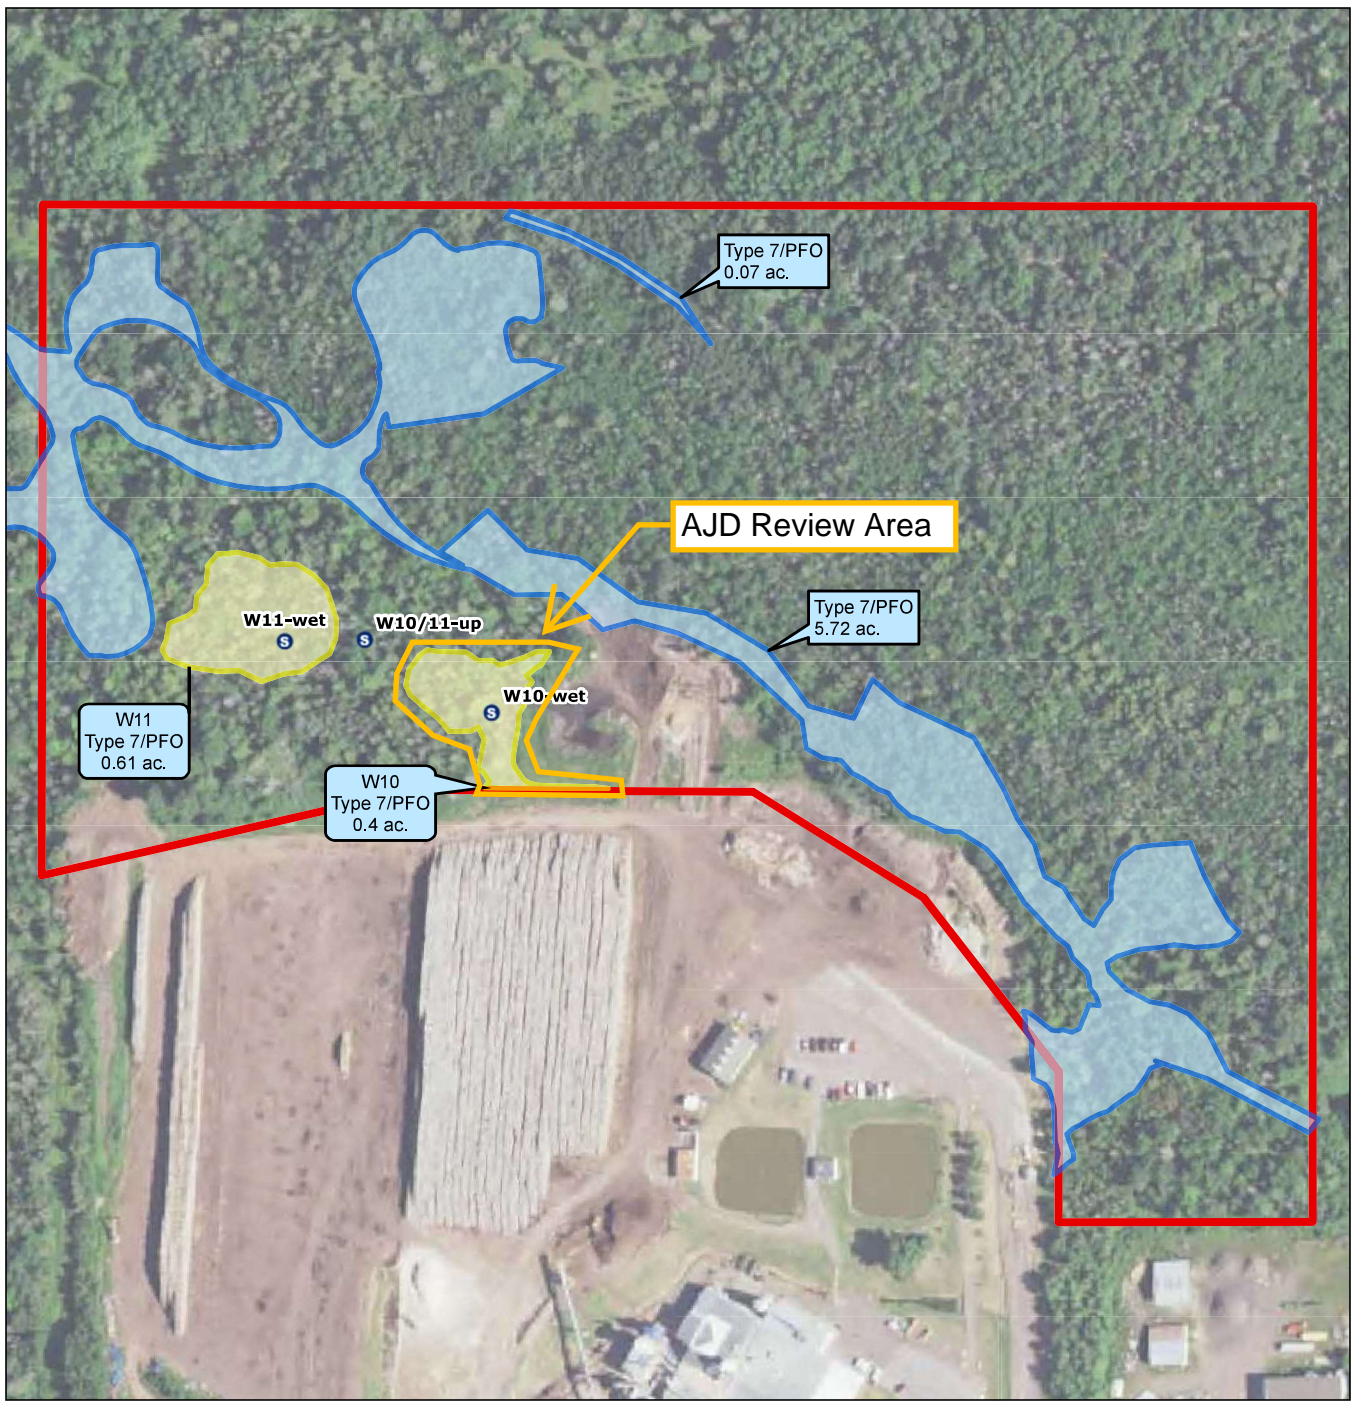 Type 7/PFO
0.07 ac.
AJD Review Area
Type 7/PFO
5.72 ac.
W11-wet
S
W10/11-up
S
W10-wet
S
W11
Type 7/PFO
0.61 ac.
W10
Type 7/PFO
0.4 ac.